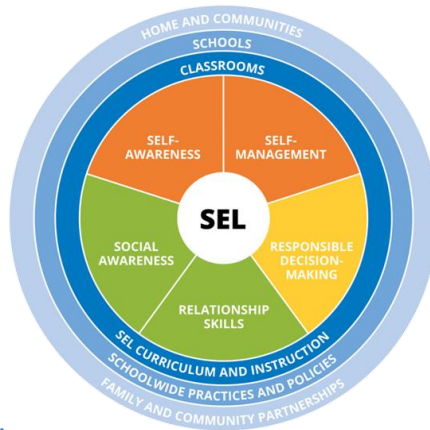 HOME AND COMMUNITIES
SCHOOLS
CLASSROOMS
SELF-
AWARENESS
SELF-
MANAGEMENT
SEL
SOCIAL
AWARENESS
RESPONSIBLE
DECISION-
MAKING
RELATIONSHIP
SKILLS
SEL CURRICULUM AND INSTRUCTION
SCHOOLWIDE PRACTICES AND POLICIES
FAMILY AND COMMUNITY PARTNERSHIPS